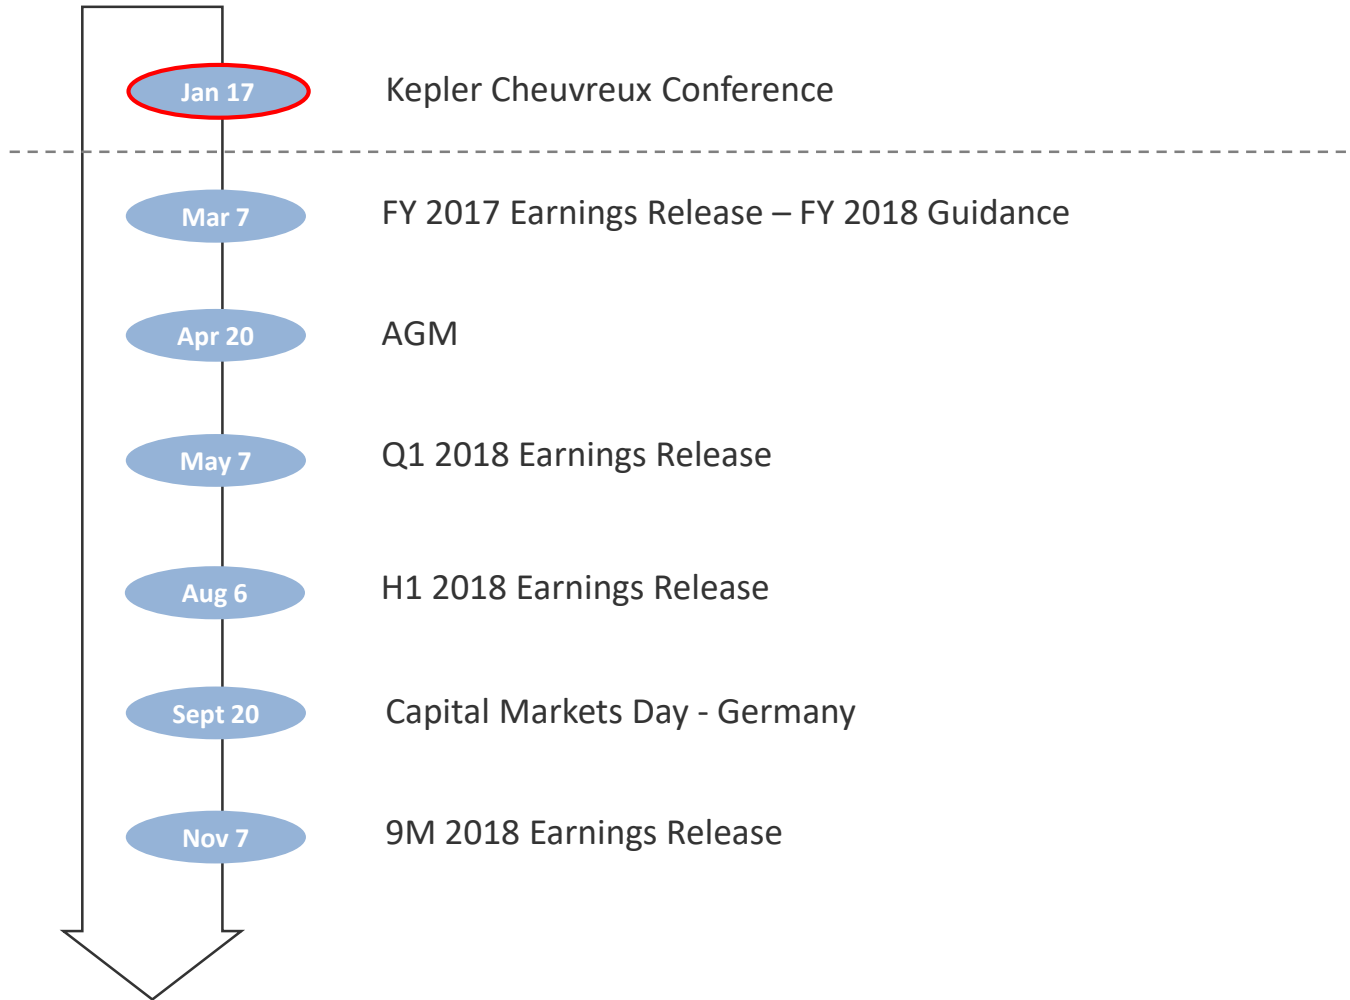 Jan 17 Kepler Cheuvreux Conference
Mar 7 FY 2017 Earnings Release – FY 2018 Guidance
Apr 20 AGM
May 7 Q1 2018 Earnings Release
Aug 6 H1 2018 Earnings Release
Sept 20 Capital Markets Day - Germany
Nov 7 9M 2018 Earnings Release